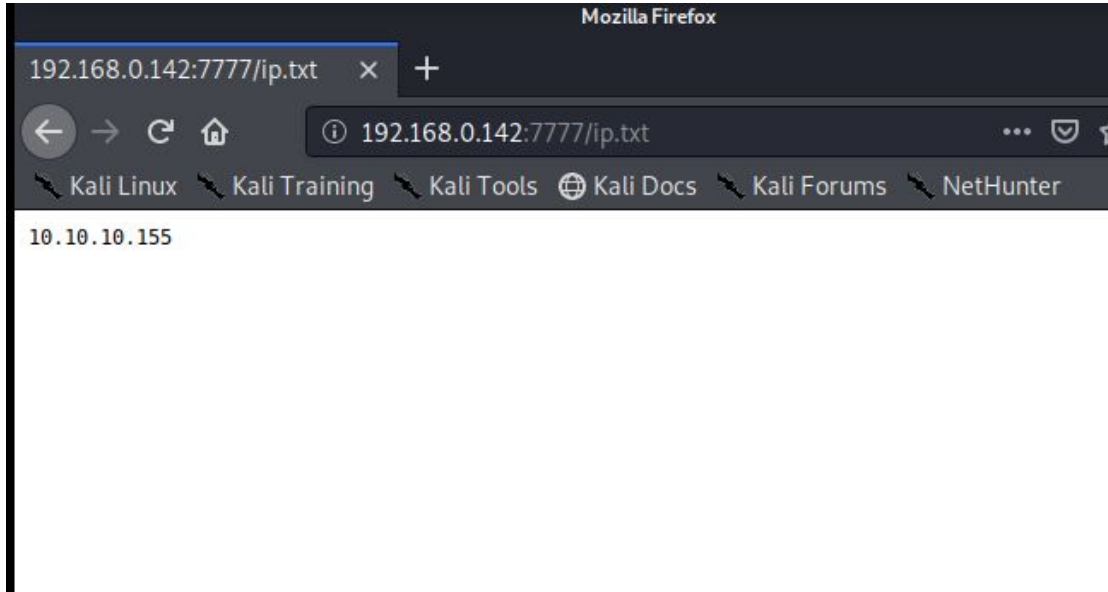 Mozilla Firefox
192.168.0.142:7777/ip.txt
192.168.0.142:7777/ip.txt
Kali Linux Kali Training Kali Tools Kali Docs Kali Forums NetHunter
10.10.10.155